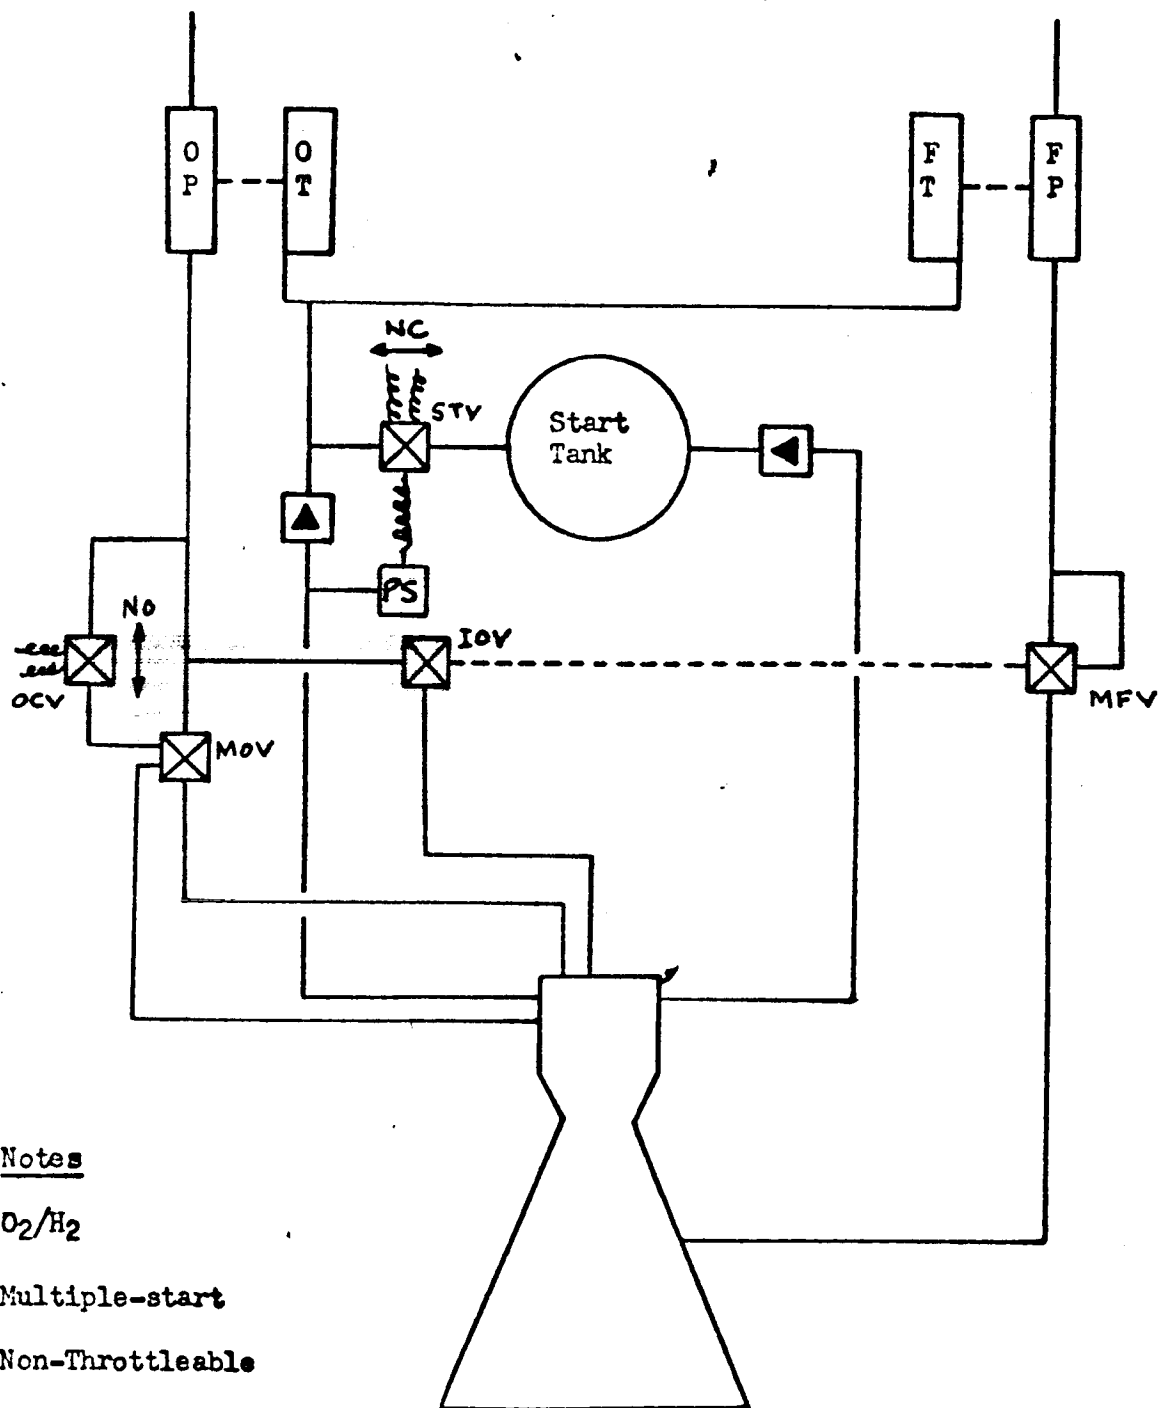 O
P
O
T
F
T
F
P
NC
STV
Start
Tank
PS
NO
IOV
OCV
MOV
MFV
Notes
O2/H2
Multiple-start
Non-Throttleable